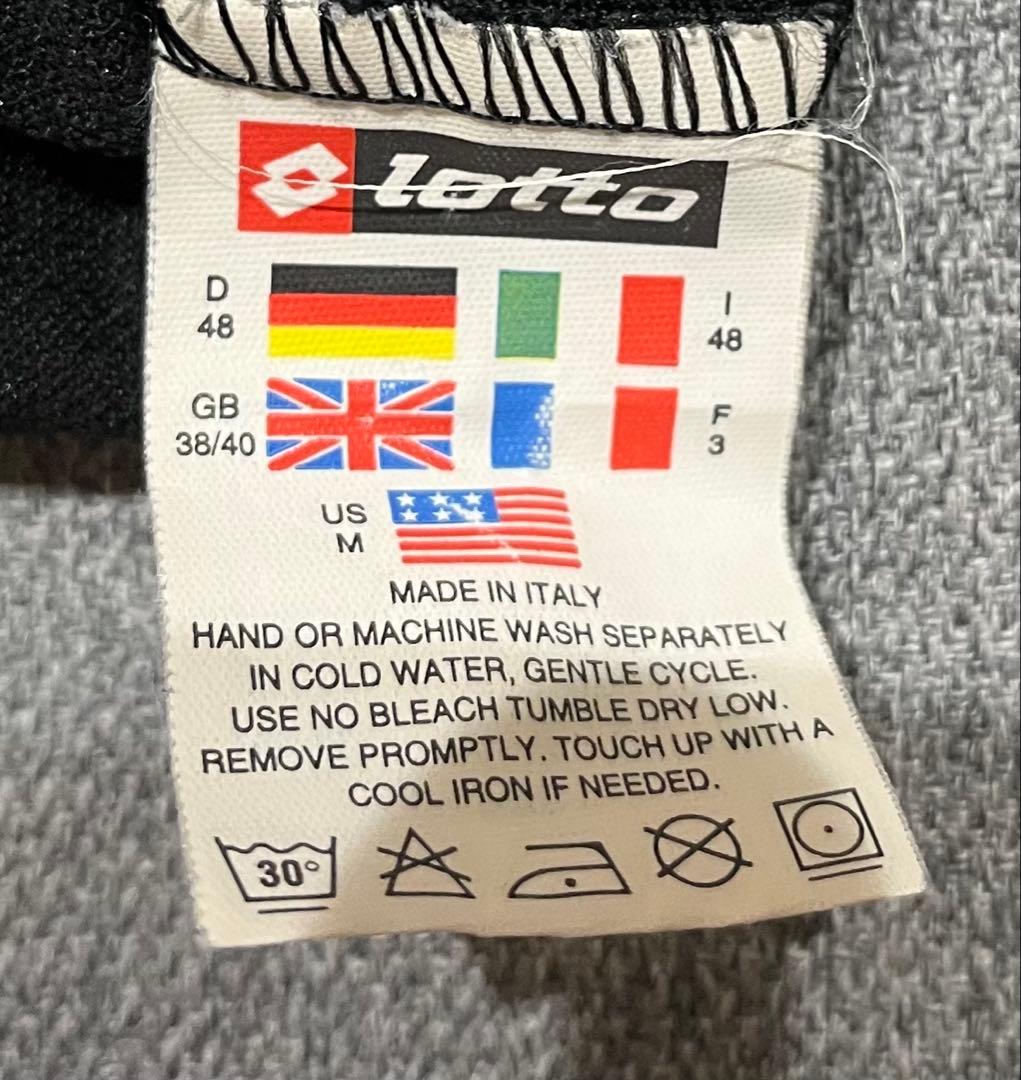 lotto
D
48
I
48
GB
38/40
F
3
US
M
MADE IN ITALY
HAND OR MACHINE WASH SEPARATELY
IN COLD WATER, GENTLE CYCLE.
USE NO BLEACH TUMBLE DRY LOW.
REMOVE PROMPTLY. TOUCH UP WITH A
COOL IRON IF NEEDED.
30°